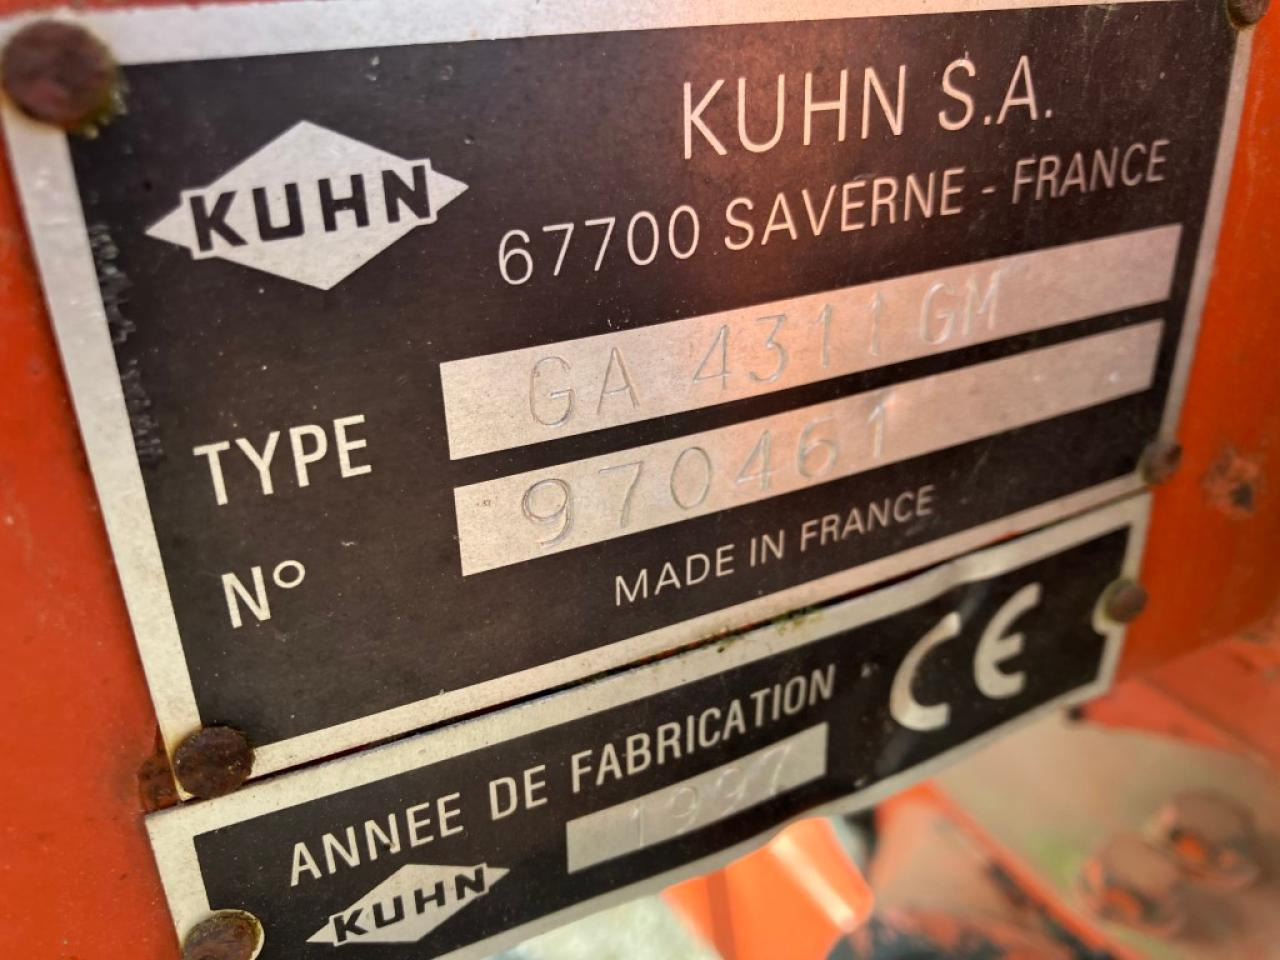 KUHN
KUHN S.A.
67700 SAVERNE - FRANCE
TYPE GA 4311 GM
Nº 970461
MADE IN FRANCE
ANNEE DE FABRICATION
CE
1997
KUHN